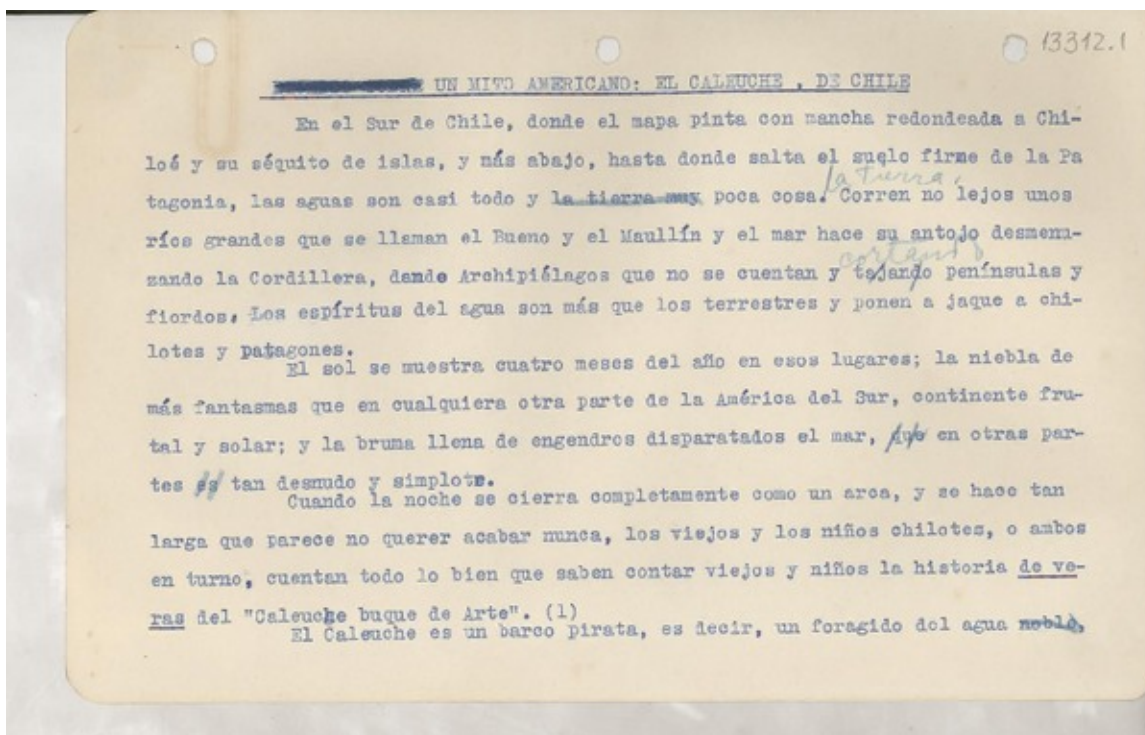 13312.1
UN MITO AMERICANO: EL CALEUCHE , DE CHILE
En el Sur de Chile, donde el mapa pinta con mancha redondeada a Chi-
loé y su séquito de islas, y más abajo, hasta donde salta el suelo firme de la Pa
la tierra.
tagonia, las aguas son casi todo y la tierra muy poca cosa. Corren no lejos unos
ríos grandes que se llaman el Bueno y el Maullín y el mar hace su antojo desmenu-
cortando
zando la Cordillera, dando Archipiélagos que no se cuentan y tajando penínsulas y
fiordos. Los espíritus del agua son más que los terrestres y ponen a jaque a chi-
lotes y patagones.
El sol se muestra cuatro meses del año en esos lugares; la niebla de
más fantasmas que en cualquiera otra parte de la América del Sur, continente fru-
tal y solar; y la bruma llena de engendros disparatados el mar, que en otras par-
tes es tan desnudo y simplote.
Cuando la noche se cierra completamente como un arca, y se hace tan
larga que parece no querer acabar nunca, los viejos y los niños chilotes, o ambos
en turno, cuentan todo lo bien que saben contar viejos y niños la historia de ve-
ras del "Caleuche buque de Arte". (1)
El Caleuche es un barco pirata, es decir, un foragido del agua noble,